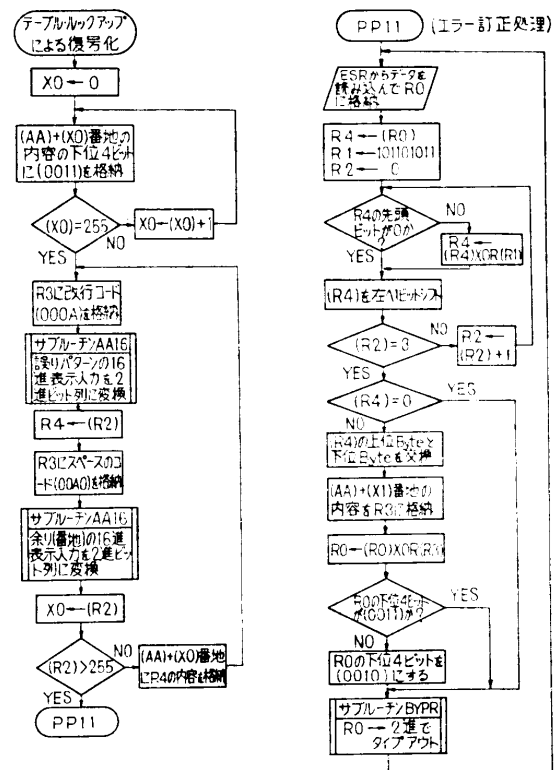 テーブル・ルックアップ
による復号化
X0 ← 0
(AA)+(X0)番地の
内容の下位4ビット
に(0011)を格納
(X0)=255
NO
X0←(X0)+1
YES
R3に改行コード
(000A)を格納
サブルーチンAA16
誤りパターンの16
進表示入力を2
進ビット列に変換
R4←(R2)
R3にスペースのコ
ード(00A0)を格納
サブルーチンAA16
余り(番地)の16進
表示入力を2進ビッ
ト列に変換
X0←(R2)
(R2)>255
NO
(AA)+(X0)番地
にR4の内容を格納
YES
PP11
PP11 (エラー訂正処理)
ESRからデータを
読み込んでR0
に格納
R4 ← (R0)
R1 ← 101101011
R2 ← 0
R4の先頭
ビットが0か
?
NO
R4←
(R4)XOR(R1)
YES
(R4)を左へ1ビットシフト
(R2)=3
NO
R2←
(R2)+1
YES
(R4)=0
YES
NO
(R4)の上位Byteと
下位Byteを交換
(AA)+(X1)番地の
内容をR3に格納
R0←(R0)XOR(R3)
R0の下位4ビット
が(0011)か?
YES
NO
R0の下位4ビットを
(0010)にする
サブルーチンBYPR
R0→2進で
タイプアウト